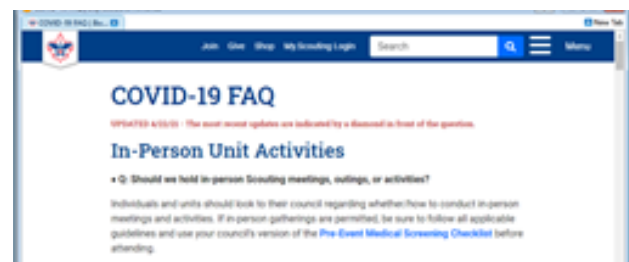 COVID-19 FAQ | Bo...
New Tab
Join Give Shop My.Scouting Login Search Menu
COVID-19 FAQ
UPDATED 4/22/21 - The most recent updates are indicated by a diamond in front of the question.
In-Person Unit Activities
Q: Should we hold in-person Scouting meetings, outings, or activities?
Individuals and units should look to their council regarding whether/how to conduct in-person
meetings and activities. If in-person gatherings are permitted, be sure to follow all applicable
guidelines and use your council's version of the Pre-Event Medical Screening Checklist before
attending.